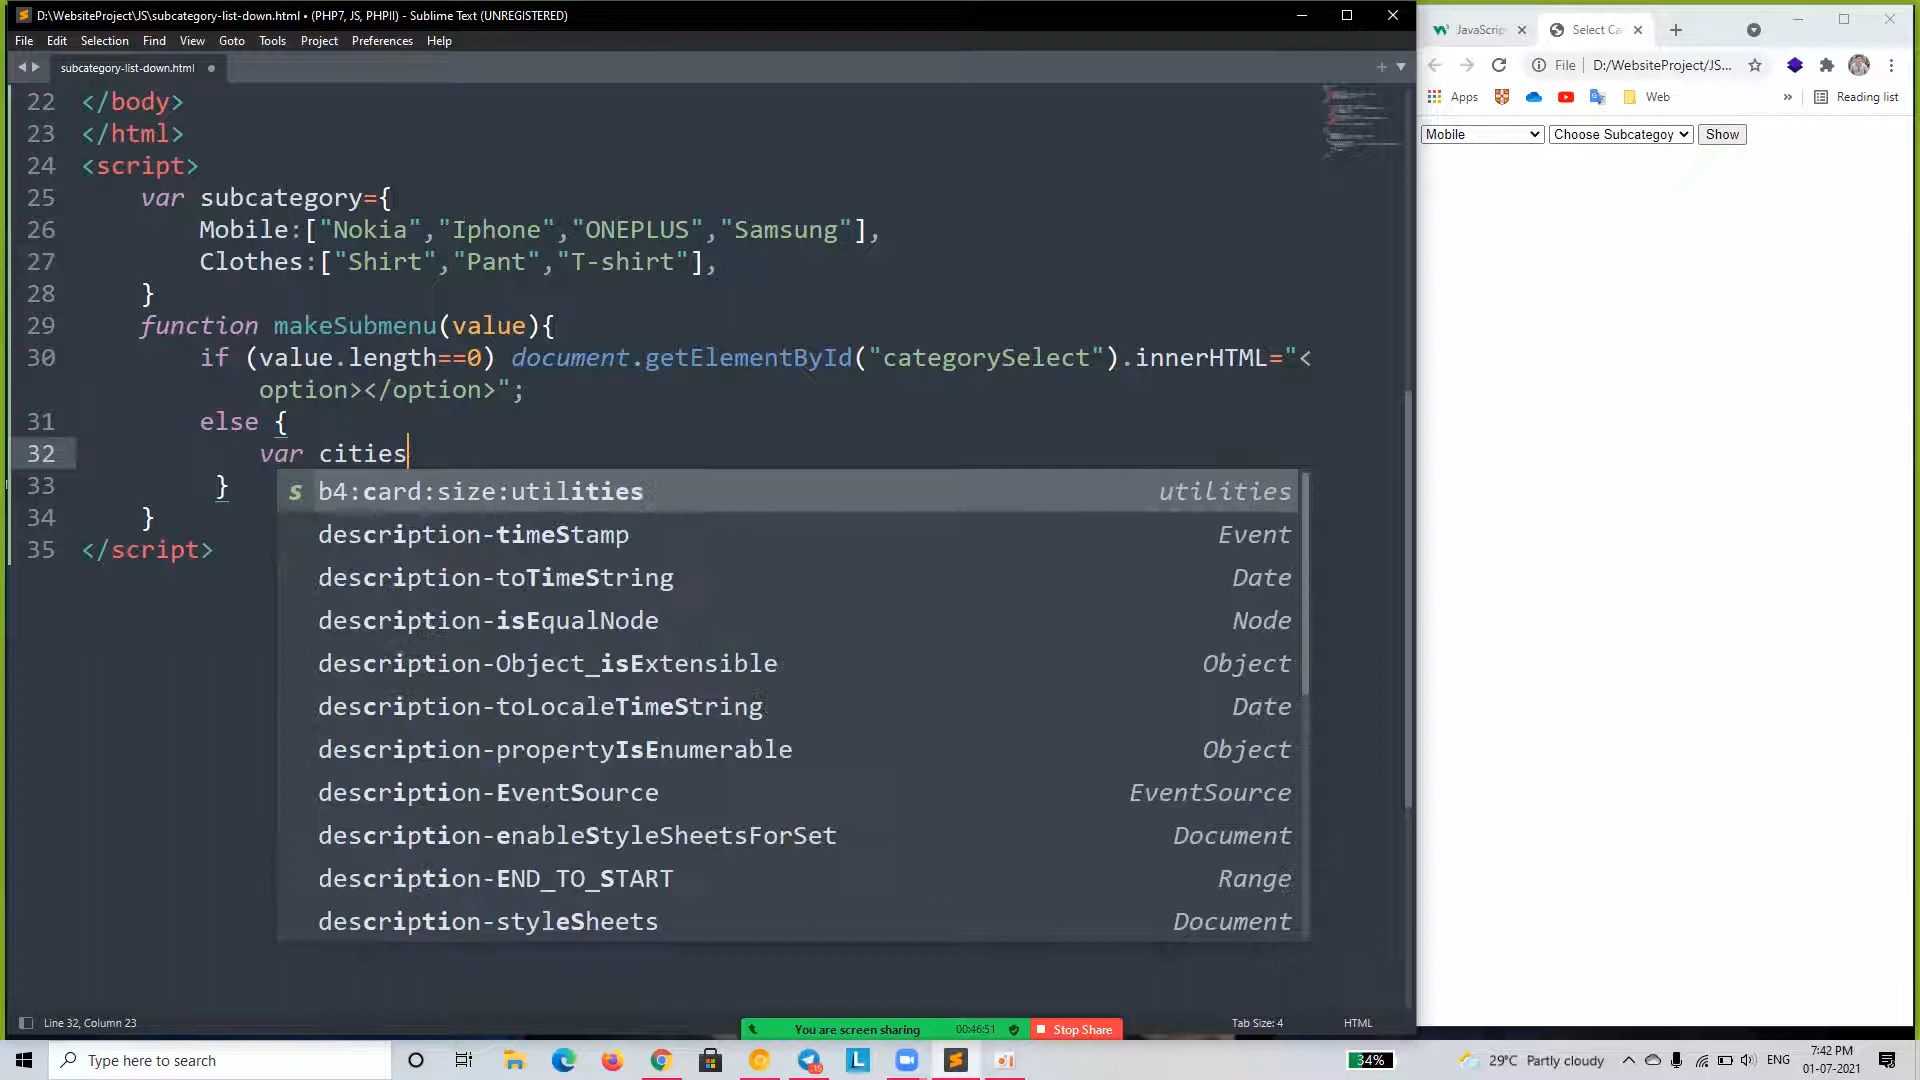 D:\WebsiteProject\JS\subcategory-list-down.html • (PHP7, JS, PHPII) - Sublime Text (UNREGISTERED)
File Edit Selection Find View Goto Tools Project Preferences Help
subcategory-list-down.html
22 </body>
23 </html>
24 <script>
25 var subcategory={
26 Mobile:["Nokia","Iphone","ONEPLUS","Samsung"],
27 Clothes:["Shirt","Pant","T-shirt"],
28 }
29 function makeSubmenu(value){
30 if (value.length==0) document.getElementById("categorySelect").innerHTML="<
option></option>";
31 else {
32 var cities
33 }
34 }
35 </script>
s b4:card:size:utilities utilities
description-timeStamp Event
description-toTimeString Date
description-isEqualNode Node
description-Object_isExtensible Object
description-toLocaleTimeString Date
description-propertyIsEnumerable Object
description-EventSource EventSource
description-enableStyleSheetsForSet Document
description-END_TO_START Range
description-styleSheets Document
Line 32, Column 23
Tab Size: 4 HTML
You are screen sharing 00:46:51 Stop Share
JavaScrip
Select Ca
File D:/WebsiteProject/JS...
Apps Web » Reading list
Mobile Choose Subcategoy Show
Type here to search
15
34%
29°C Partly cloudy
ENG
7:42 PM
01-07-2021